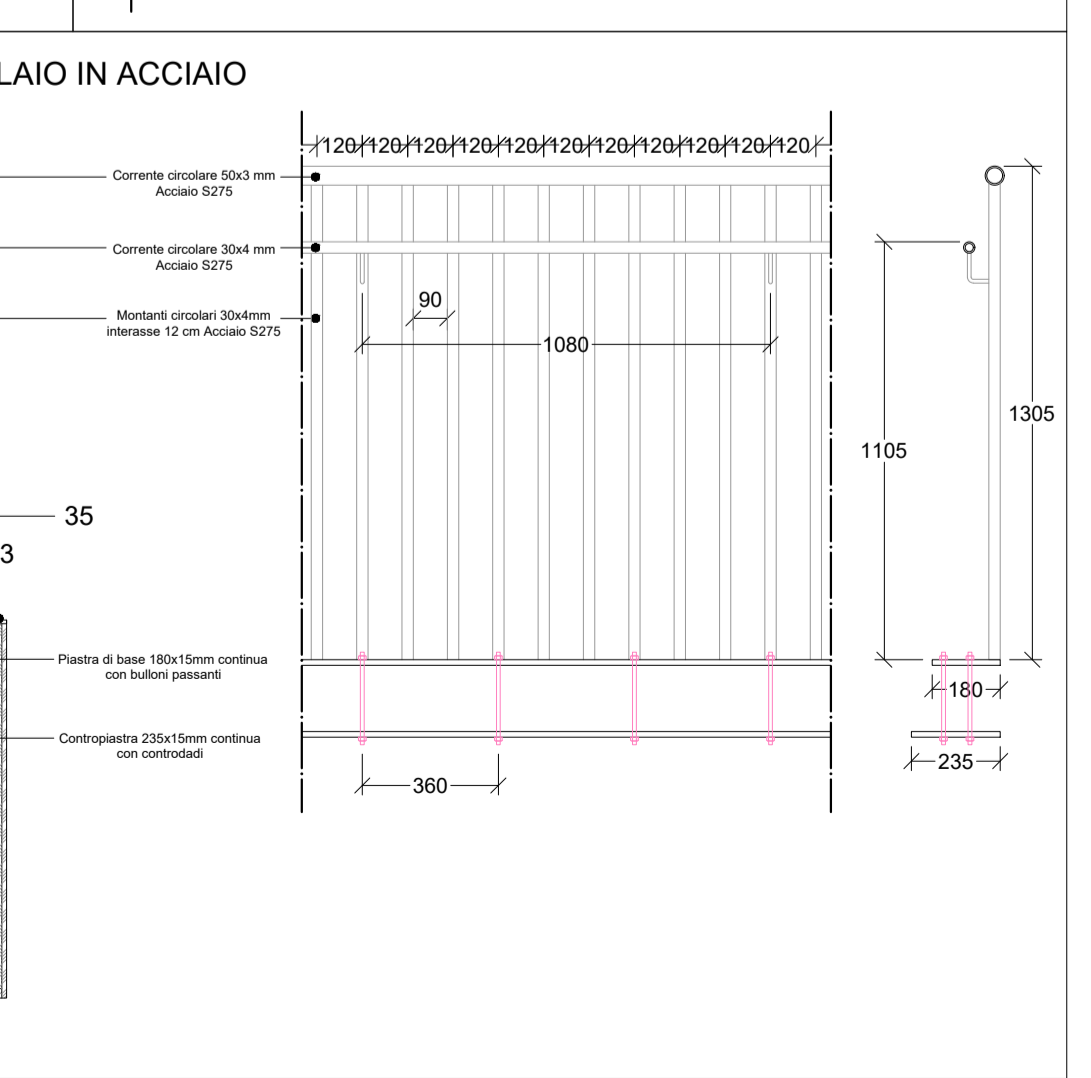 LAIO IN ACCIAIO
120 120 120 120 120 120 120 120 120 120 120
Corrente circolare 50x3 mm
Acciaio S275
Corrente circolare 30x4 mm
Acciaio S275
90
Montanti circolari 30x4mm
interasse 12 cm Acciaio S275
1080
1305
1105
35
3
Piastra di base 180x15mm continua
con bulloni passanti
180
Contropiastra 235x15mm continua
con controdadi
235
360